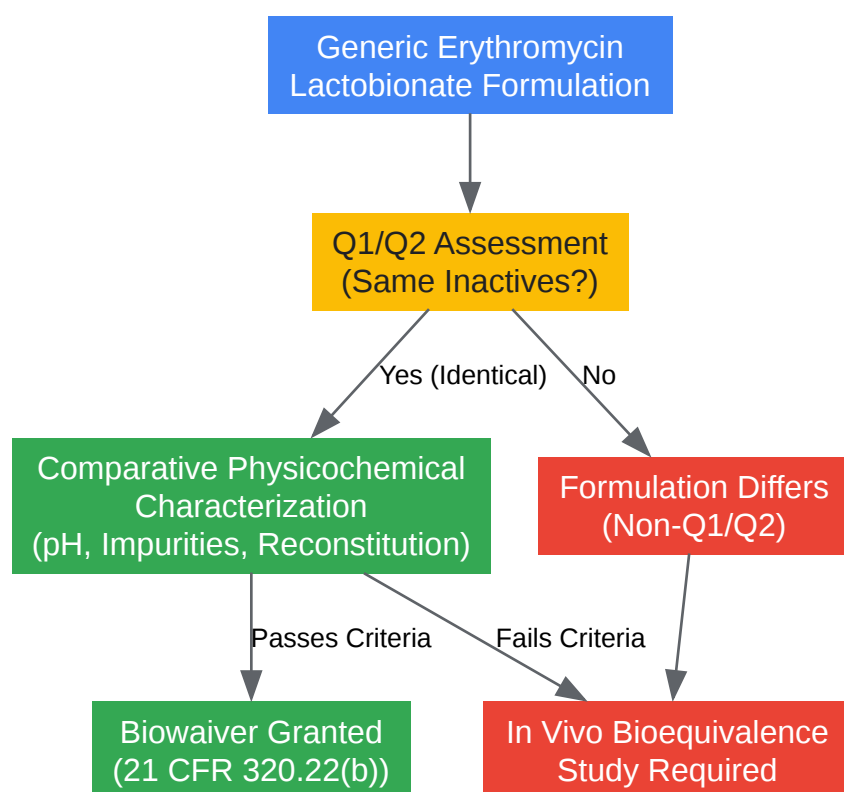 Generic Erythromycin
Lactobionate Formulation
Q1/Q2 Assessment
(Same Inactives?)
Yes (Identical)
No
Comparative Physicochemical
Characterization
(pH, Impurities, Reconstitution)
Formulation Differs
(Non-Q1/Q2)
Passes Criteria
Fails Criteria
Biowaiver Granted
(21 CFR 320.22(b))
In Vivo Bioequivalence
Study Required